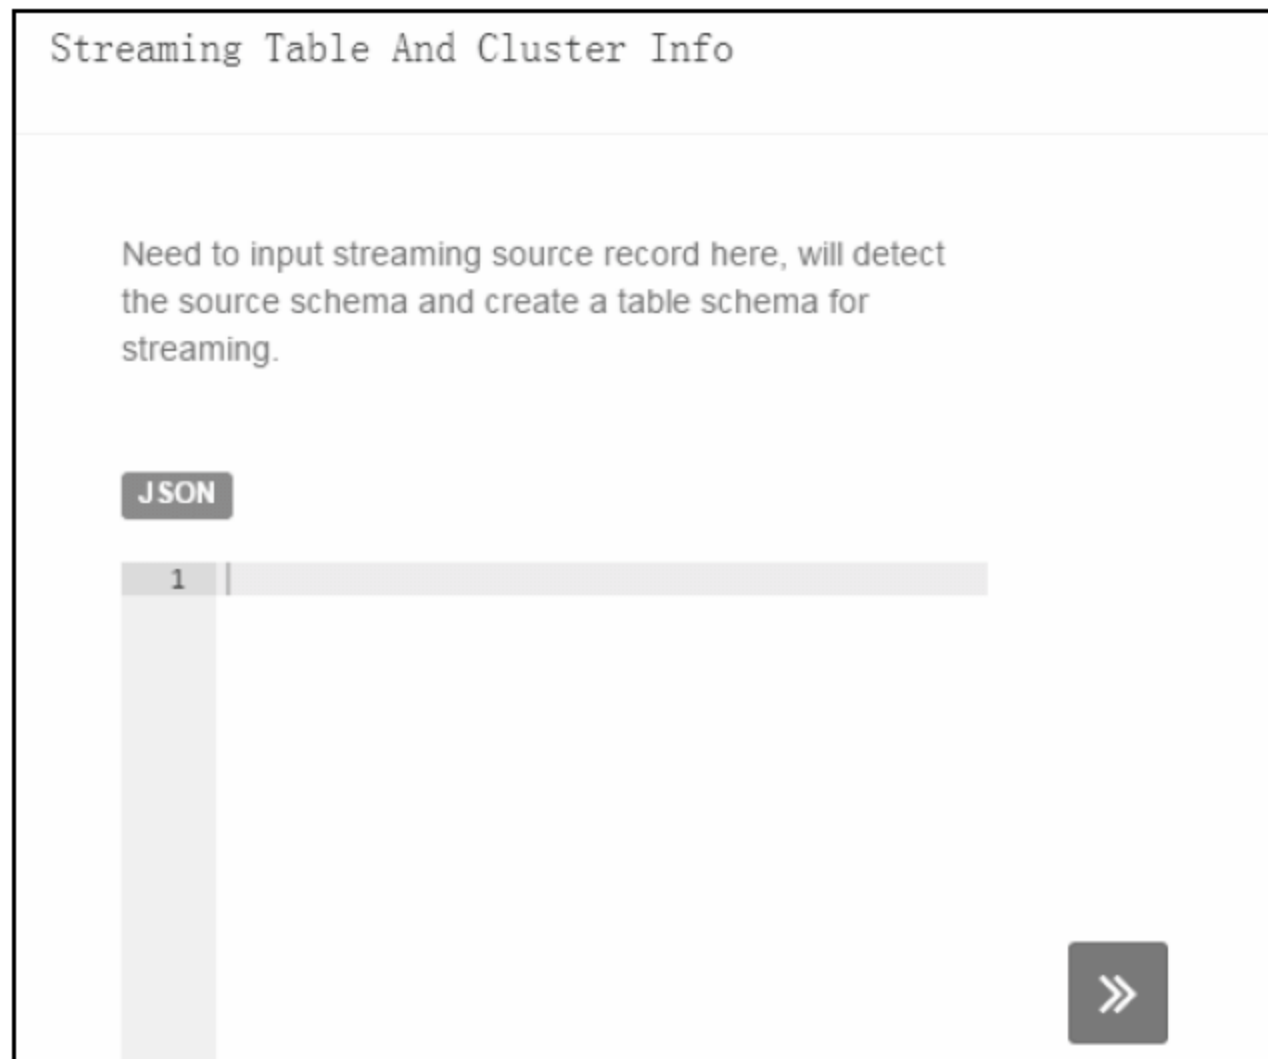 Streaming Table And Cluster Info
Need to input streaming source record here, will detect
the source schema and create a table schema for
streaming.
JSON
1